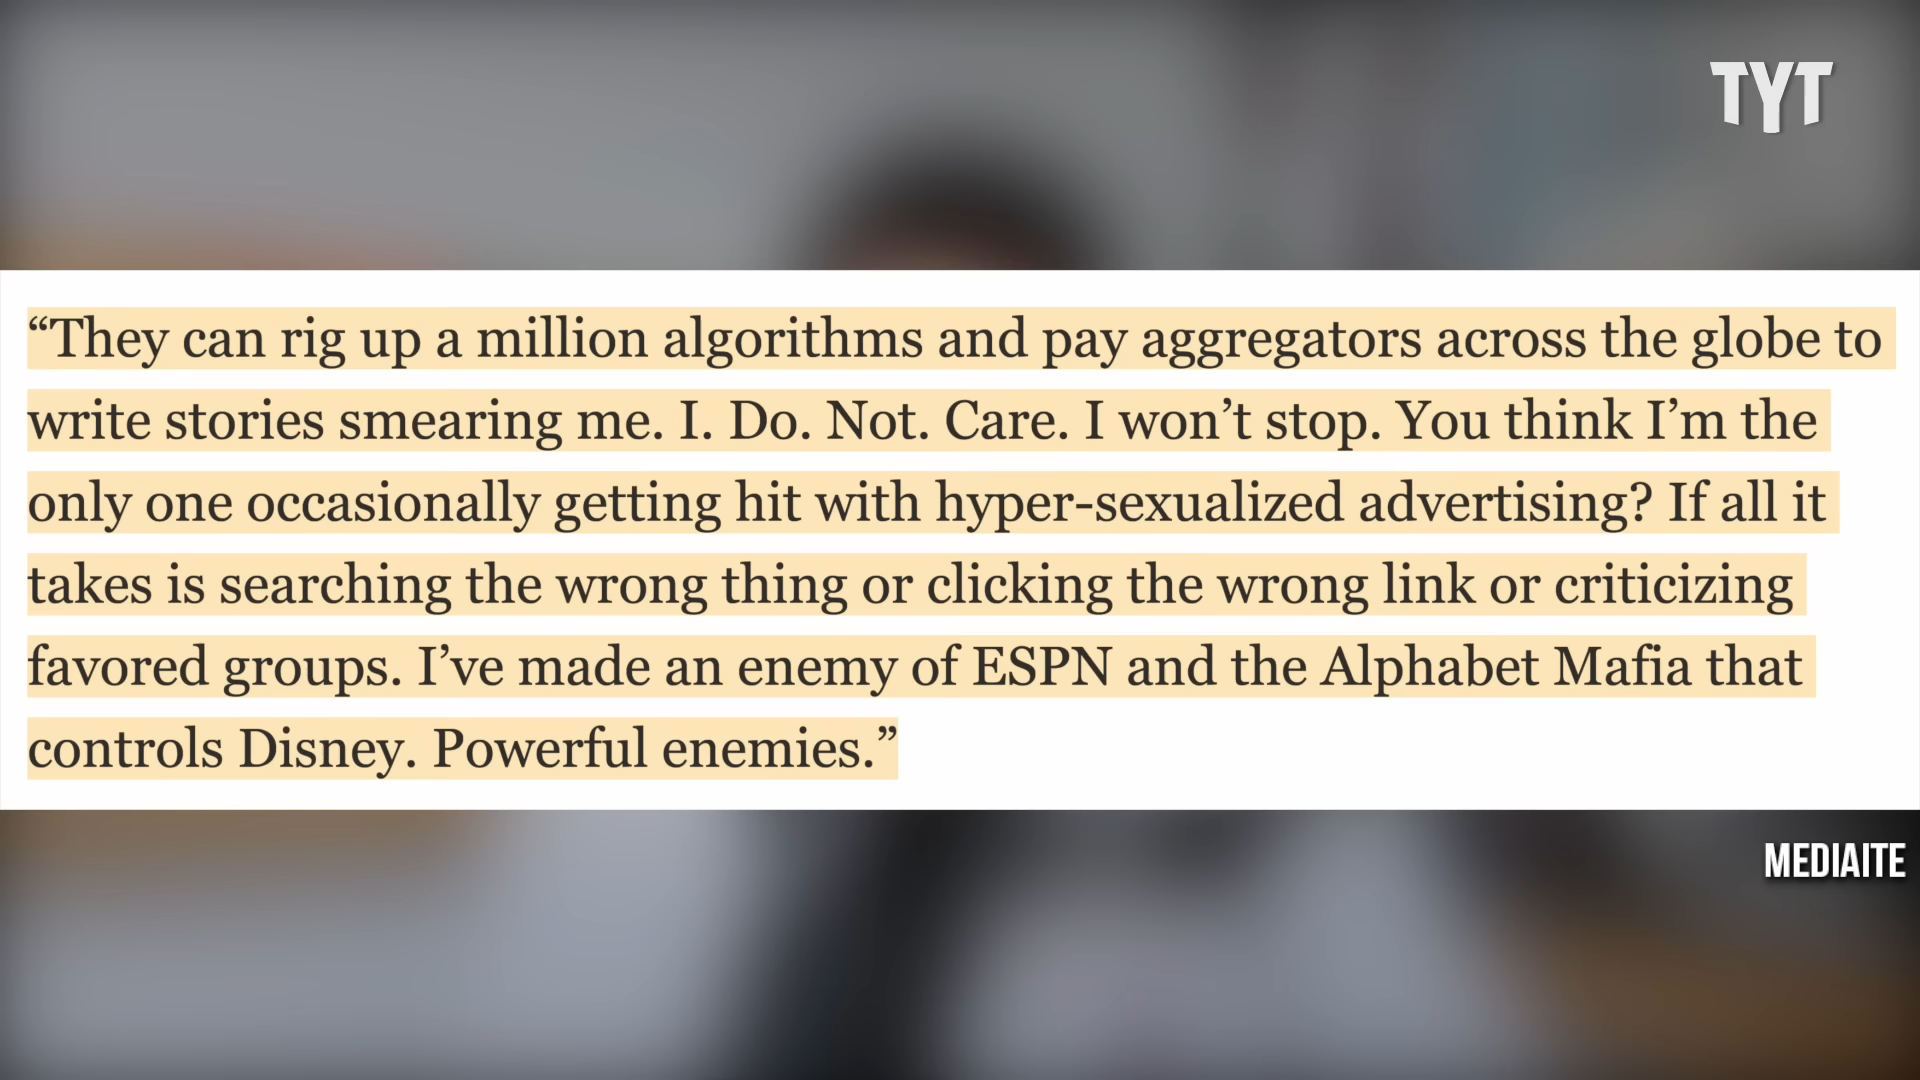 TYT
“They can rig up a million algorithms and pay aggregators across the globe to
write stories smearing me. I. Do. Not. Care. I won’t stop. You think I’m the
only one occasionally getting hit with hyper-sexualized advertising? If all it
takes is searching the wrong thing or clicking the wrong link or criticizing
favored groups. I’ve made an enemy of ESPN and the Alphabet Mafia that
controls Disney. Powerful enemies.”
MEDIAITE